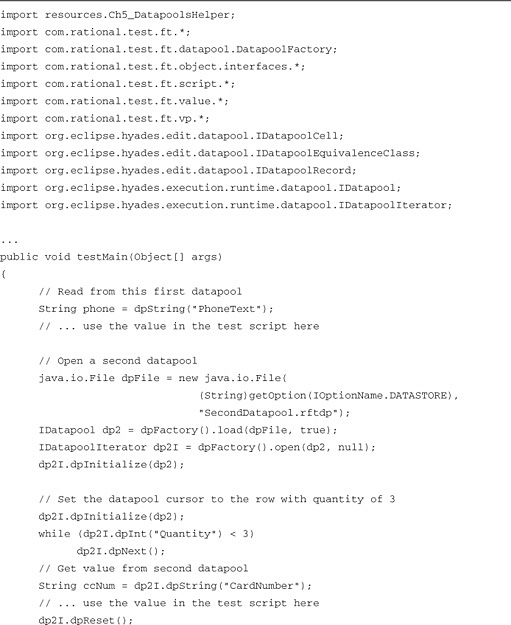 import resources.Ch5_DatapoolsHelper;
import com.rational.test.ft.*;
import com.rational.test.ft.datapool.DatapoolFactory;
import com.rational.test.ft.object.interfaces.*;
import com.rational.test.ft.script.*;
import com.rational.test.ft.value.*;
import com.rational.test.ft.vp.*;
import org.eclipse.hyades.edit.datapool.IDatapoolCell;
import org.eclipse.hyades.edit.datapool.IDatapoolEquivalenceClass;
import org.eclipse.hyades.edit.datapool.IDatapoolRecord;
import org.eclipse.hyades.execution.runtime.datapool.IDatapool;
import org.eclipse.hyades.execution.runtime.datapool.IDatapoolIterator;

...
public void testMain(Object[] args)
{
      // Read from this first datapool
      String phone = dpString("PhoneText");
      // ... use the value in the test script here

      // Open a second datapool
      java.io.File dpFile = new java.io.File(
                              (String)getOption(IOptionName.DATASTORE),
                              "SecondDatapool.rftdp");
      IDatapool dp2 = dpFactory().load(dpFile, true);
      IDatapoolIterator dp2I = dpFactory().open(dp2, null);
      dp2I.dpInitialize(dp2);

      // Set the datapool cursor to the row with quantity of 3
      dp2I.dpInitialize(dp2);
      while (dp2I.dpInt("Quantity") < 3)
            dp2I.dpNext();
      // Get value from second datapool
      String ccNum = dp2I.dpString("CardNumber");
      // ... use the value in the test script here
      dp2I.dpReset();